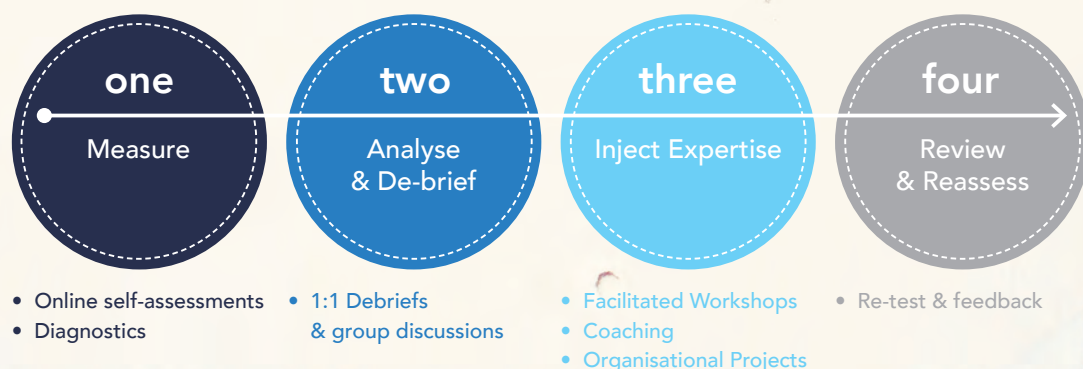 one
Measure
two
Analyse
& De-brief
three
Inject Expertise
four
Review
& Reassess
• Online self-assessments
• Diagnostics
• 1:1 Debriefs
& group discussions
• Facilitated Workshops
• Coaching
• Organisational Projects
• Re-test & feedback